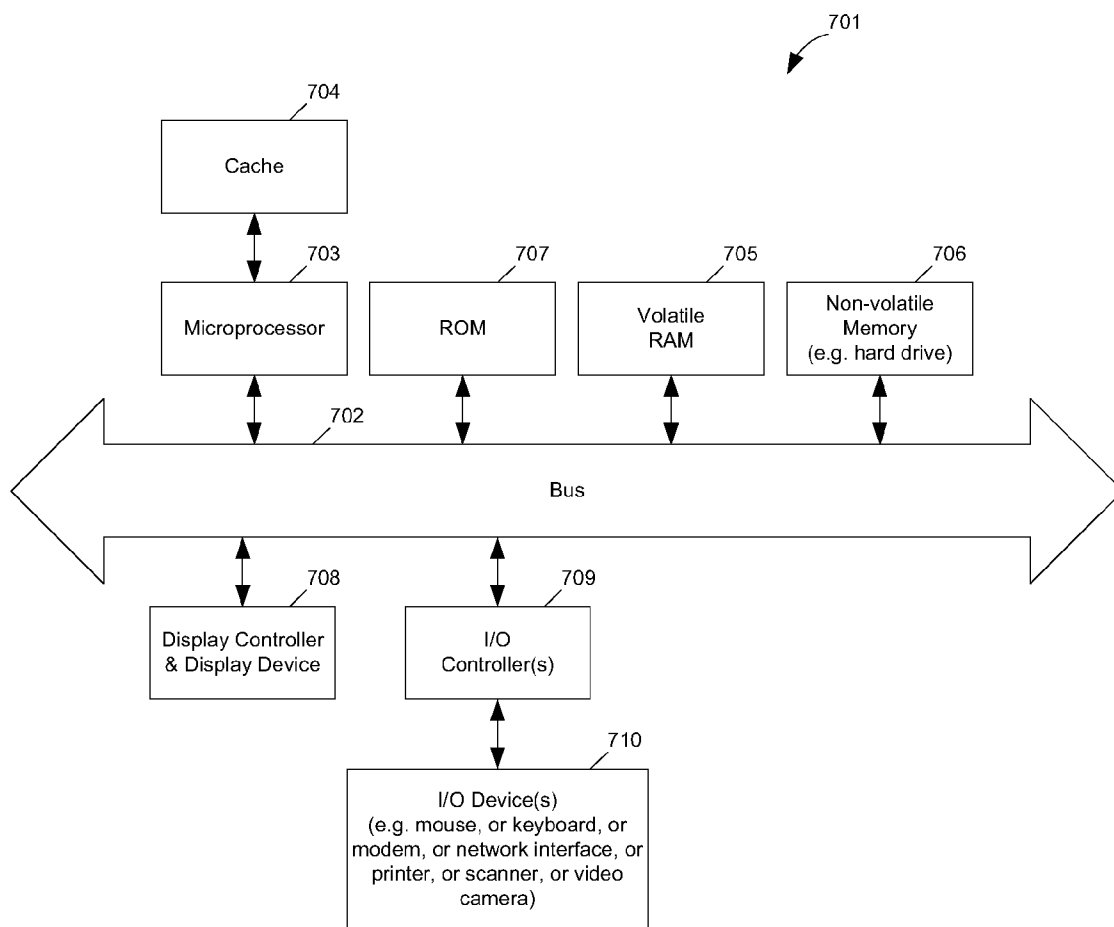 701
704
Cache
703
Microprocessor
707
ROM
705
Volatile
RAM
706
Non-volatile
Memory
(e.g. hard drive)
702
Bus
708
Display Controller
& Display Device
709
I/O
Controller(s)
710
I/O Device(s)
(e.g. mouse, or keyboard, or
modem, or network interface, or
printer, or scanner, or video
camera)